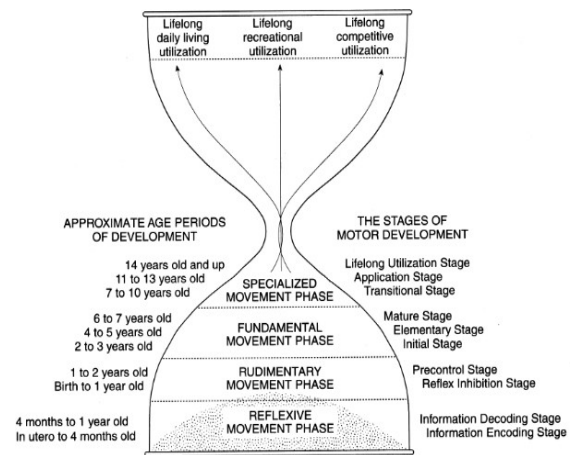 Lifelong
daily living
utilization
Lifelong
recreational
utilization
Lifelong
competitive
utilization
APPROXIMATE AGE PERIODS
OF DEVELOPMENT
THE STAGES OF
MOTOR DEVELOPMENT
14 years old and up
11 to 13 years old
7 to 10 years old
SPECIALIZED
MOVEMENT PHASE
Lifelong Utilization Stage
Application Stage
Transitional Stage
6 to 7 years old
4 to 5 years old
2 to 3 years old
FUNDAMENTAL
MOVEMENT PHASE
Mature Stage
Elementary Stage
Initial Stage
1 to 2 years old
Birth to 1 year old
RUDIMENTARY
MOVEMENT PHASE
Precontrol Stage
Reflex Inhibition Stage
4 months to 1 year old
In utero to 4 months old
REFLEXIVE
MOVEMENT PHASE
Information Decoding Stage
Information Encoding Stage